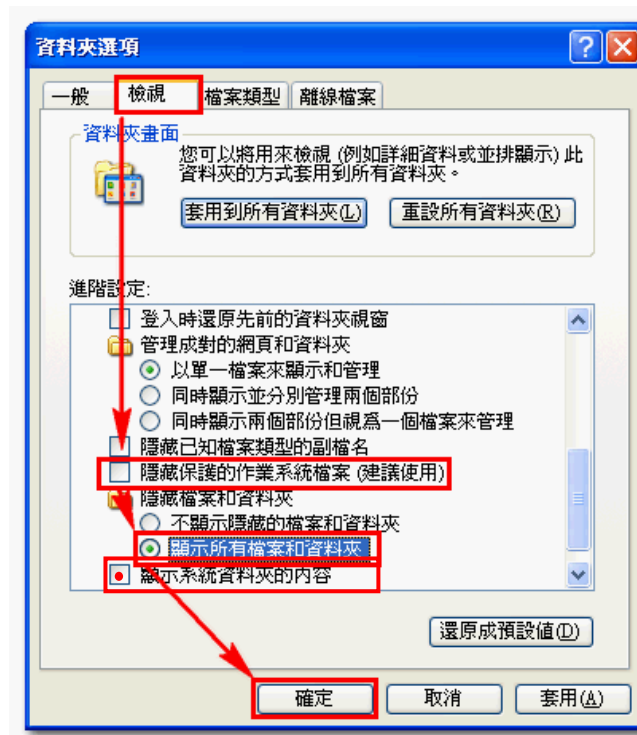 資料夾選項
一般
檢視
檔案類型
離線檔案
資料夾畫面
您可以將用來檢視 (例如詳細資料或並排顯示) 此
資料夾的方式套用到所有資料夾。
套用到所有資料夾(L)
重設所有資料夾(R)
進階設定:
登入時還原先前的資料夾視窗
管理成對的網頁和資料夾
以單一檔案來顯示和管理
同時顯示並分別管理兩個部份
同時顯示兩個部份但視為一個檔案來管理
隱藏已知檔案類型的副檔名
隱藏保護的作業系統檔案 (建議使用)
隱藏檔案和資料夾
不顯示隱藏的檔案和資料夾
顯示所有檔案和資料夾
顯示系統資料夾的內容
還原成預設值(D)
確定
取消
套用(A)